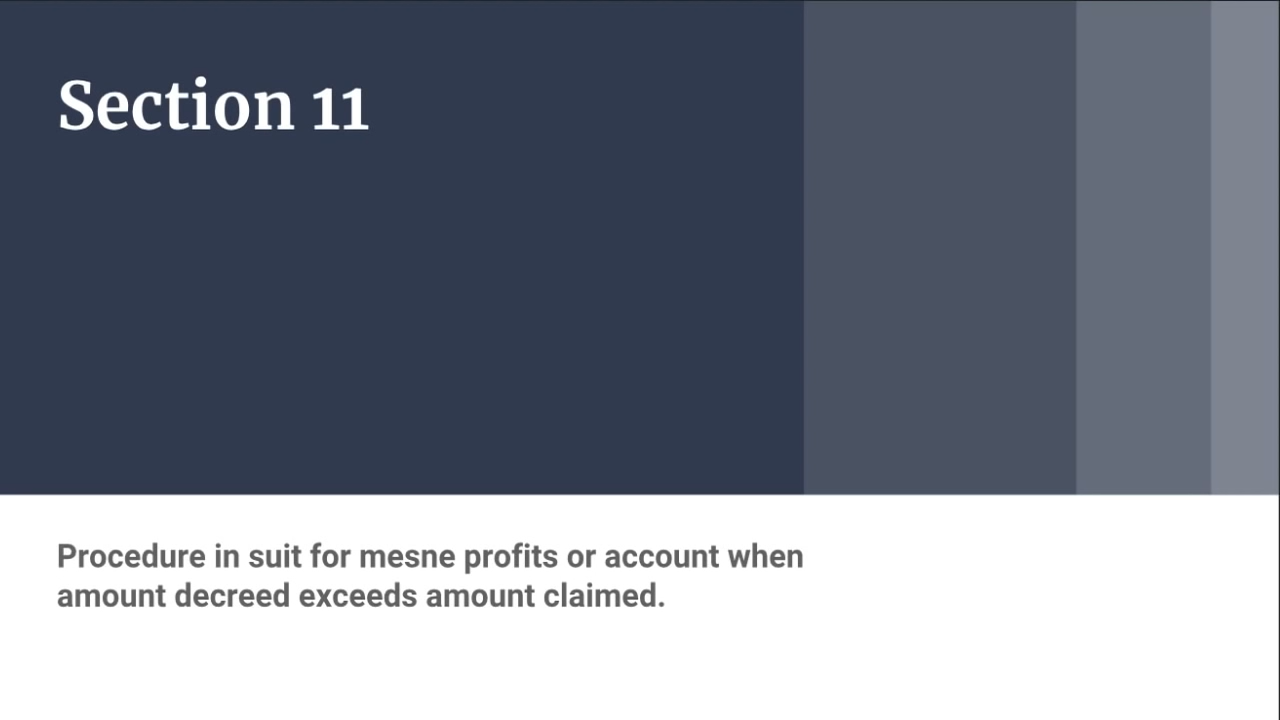 Section 11
Procedure in suit for mesne profits or account when
amount decreed exceeds amount claimed.